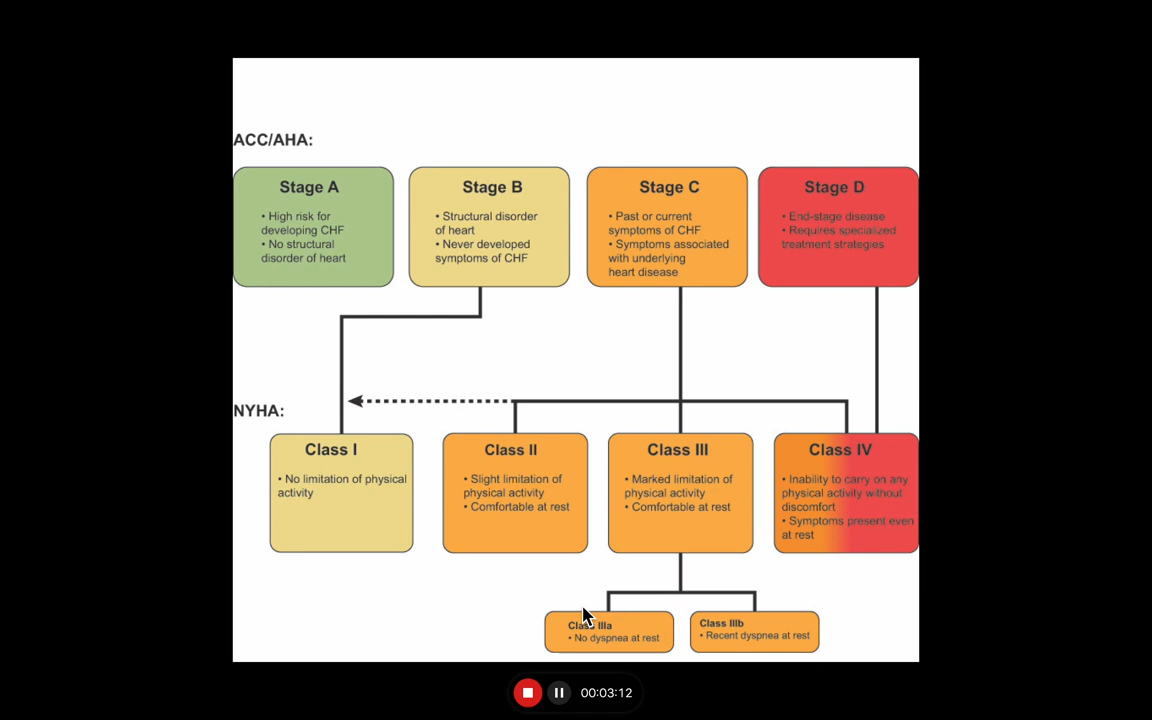 ACC/AHA:
Stage A
• High risk for
developing CHF
• No structural
disorder of heart
Stage B
• Structural disorder
of heart
• Never developed
symptoms of CHF
Stage C
• Past or current
symptoms of CHF
• Symptoms associated
with underlying
heart disease
Stage D
• End-stage disease
• Requires specialized
treatment strategies
NYHA:
Class I
• No limitation of physical
activity
Class II
• Slight limitation of
physical activity
• Comfortable at rest
Class III
• Marked limitation of
physical activity
• Comfortable at rest
Class IV
• Inability to carry on any
physical activity without
discomfort
• Symptoms present even
at rest
Class IIIa
• No dyspnea at rest
Class IIIb
• Recent dyspnea at rest
00:03:12